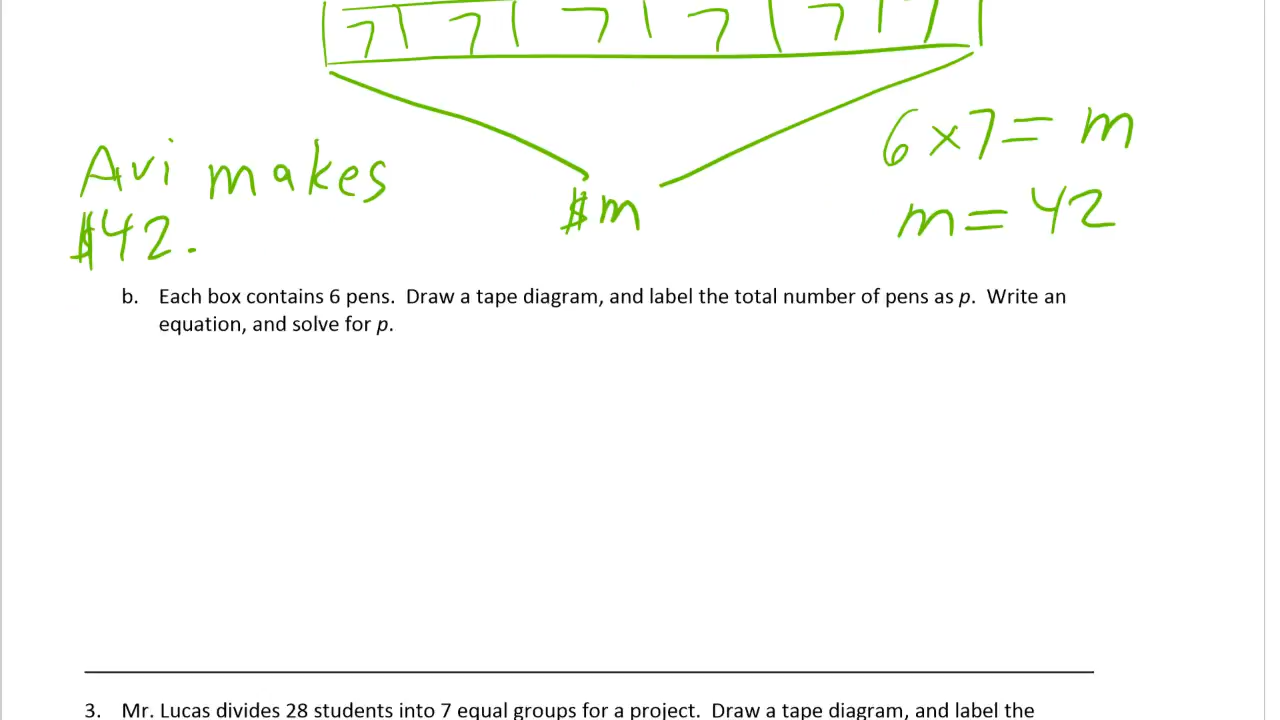 7 7 7 7 7 7
6 x 7 = m
Avi makes
$42.
$m
m = 42
b. Each box contains 6 pens. Draw a tape diagram, and label the total number of pens as p. Write an
equation, and solve for p.
3. Mr. Lucas divides 28 students into 7 equal groups for a project. Draw a tape diagram, and label the